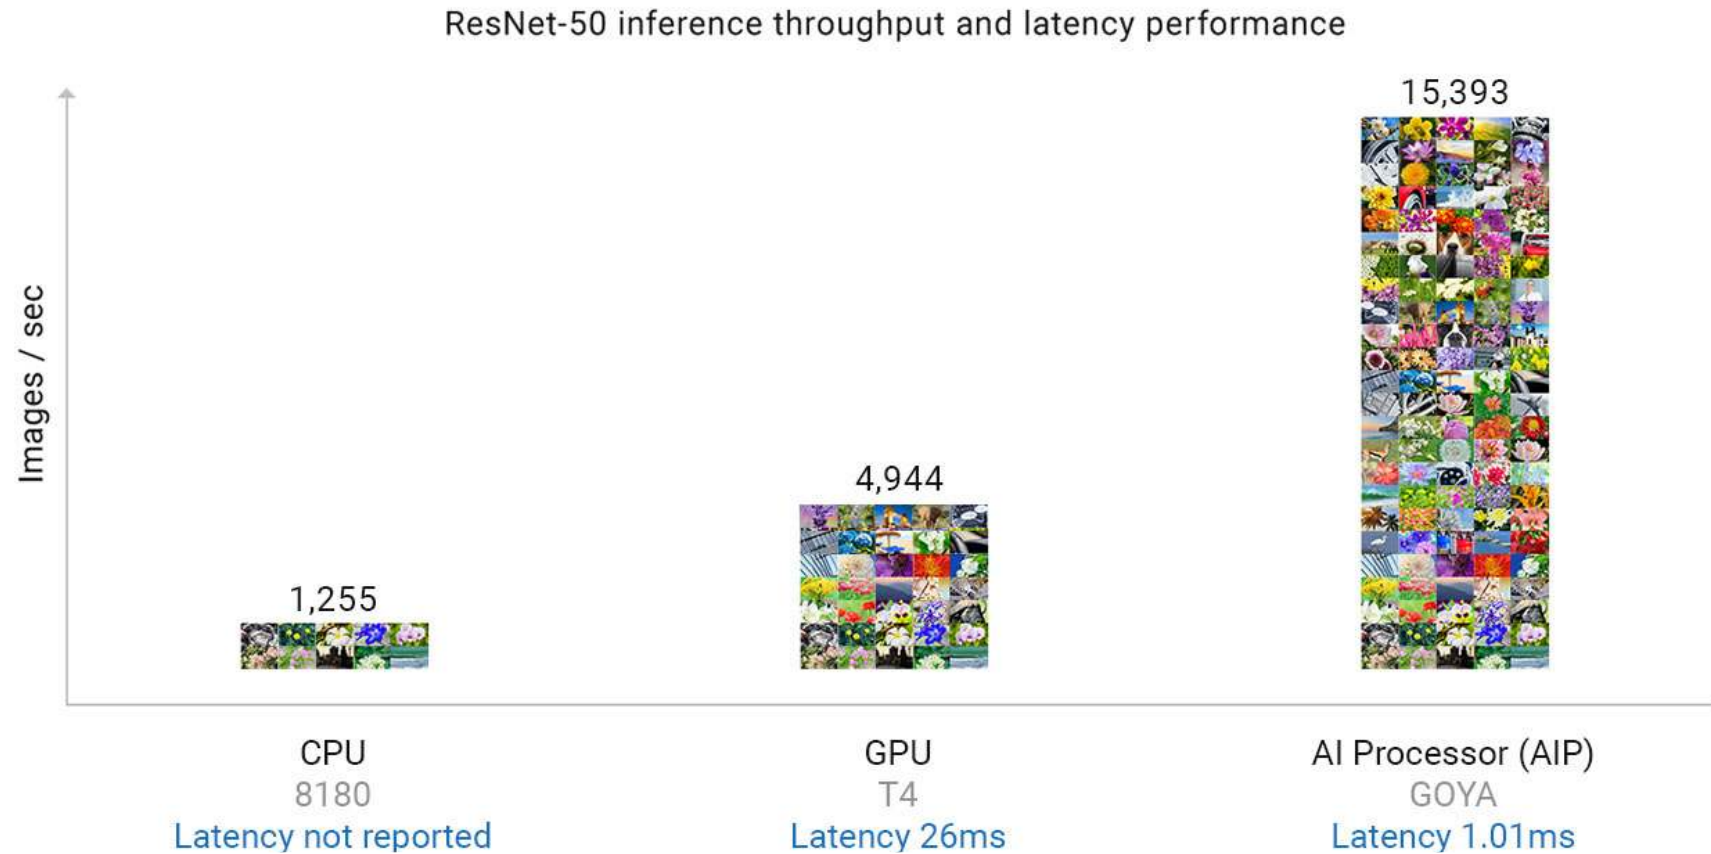 ResNet-50 inference throughput and latency performance
15,393
4,944
1,255
Images / sec
CPU
8180
Latency not reported
GPU
T4
Latency 26ms
AI Processor (AIP)
GOYA
Latency 1.01ms